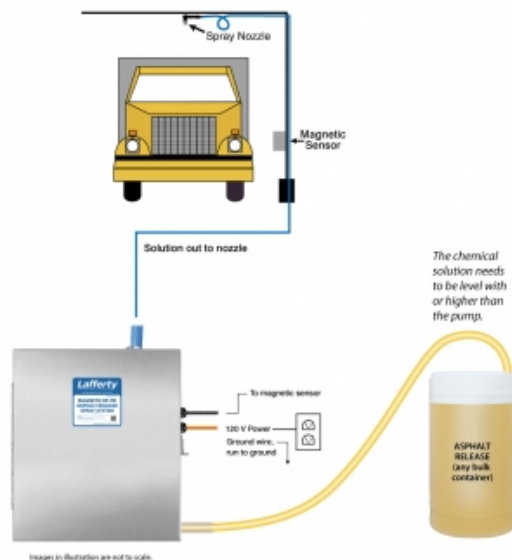 Spray Nozzle
Magnetic
Sensor
Solution out to nozzle
The chemical
solution needs
to be level with
or higher than
the pump.
Lafferty
To magnetic sensor
120 V Power
Ground wire,
run to ground
ASPHALT
RELEASE
(any bulk
container)
Images in illustration are not to scale.